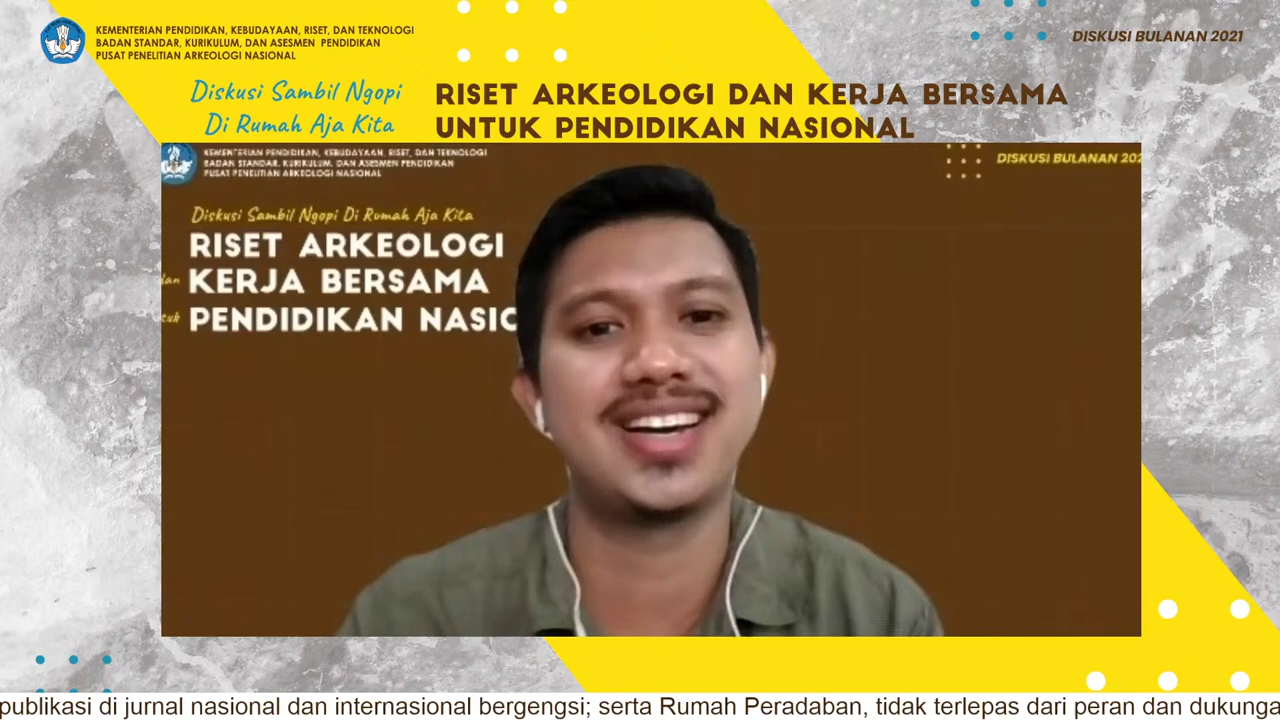 KEMENTERIAN PENDIDIKAN, KEBUDAYAAN, RISET, DAN TEKNOLOGI
BADAN STANDAR, KURIKULUM, DAN ASESMEN PENDIDIKAN
PUSAT PENELITIAN ARKEOLOGI NASIONAL
DISKUSI BULANAN 2021
Diskusi Sambil Ngopi
Di Rumah Aja Kita
RISET ARKEOLOGI DAN KERJA BERSAMA
UNTUK PENDIDIKAN NASIONAL
KEMENTERIAN PENDIDIKAN, KEBUDAYAAN, RISET, DAN TEKNOLOGI
BADAN STANDAR, KURIKULUM, DAN ASESMEN PENDIDIKAN
PUSAT PENELITIAN ARKEOLOGI NASIONAL
DISKUSI BULANAN 202
Diskusi Sambil Ngopi Di Rumah Aja Kita
RISET ARKEOLOGI
dan KERJA BERSAMA
tuk PENDIDIKAN NASIO
publikasi di jurnal nasional dan internasional bergengsi; serta Rumah Peradaban, tidak terlepas dari peran dan dukunga